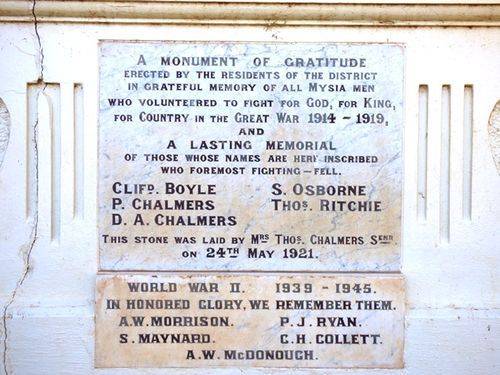 A MONUMENT OF GRATITUDE
ERECTED BY THE RESIDENTS OF THE DISTRICT
IN GRATEFUL MEMORY OF ALL MYSIA MEN
WHO VOLUNTEERED TO FIGHT FOR GOD, FOR KING,
FOR COUNTRY IN THE GREAT WAR 1914 – 1919,
AND
A LASTING MEMORIAL
OF THOSE WHOSE NAMES ARE HERE INSCRIBED
WHO FOREMOST FIGHTING – FELL.
CLIFD. BOYLE S. OSBORNE
P. CHALMERS THOS. RITCHIE
D. A. CHALMERS
THIS STONE WAS LAID BY MRS THOS. CHALMERS SENR
ON 24TH MAY 1921.
WORLD WAR II. 1939 - 1945.
IN HONORED GLORY, WE REMEMBER THEM.
A.W. MORRISON. P.J. RYAN.
S. MAYNARD. C.H. COLLETT.
A.W. McDONOUGH.